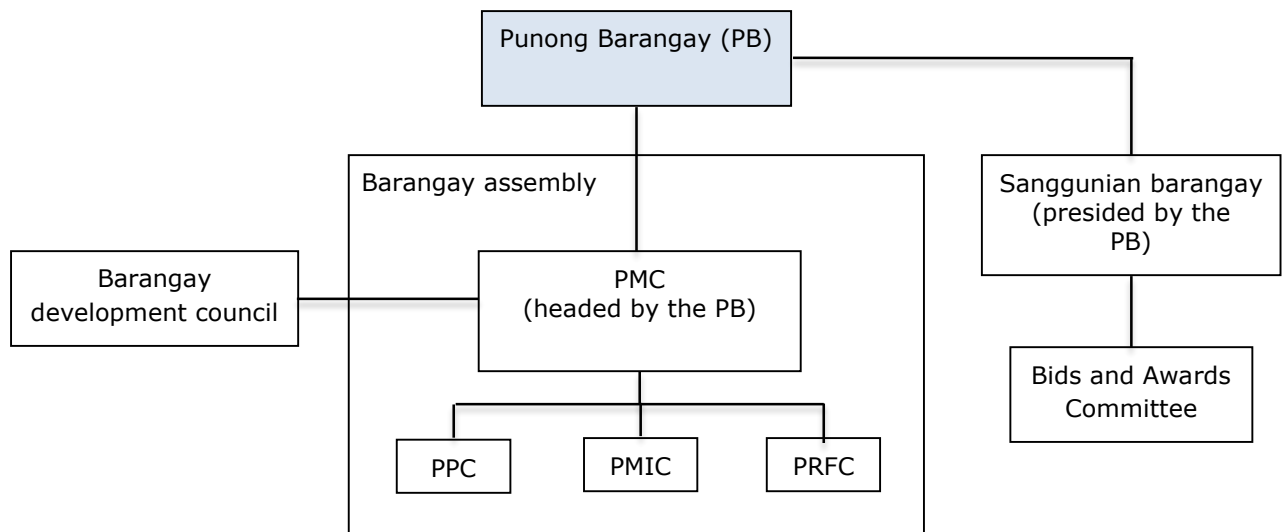 Punong Barangay (PB)
Barangay assembly
Sanggunian barangay
(presided by the
PB)
Barangay
development council
PMC
(headed by the PB)
Bids and Awards
Committee
PPC
PMIC
PRFC